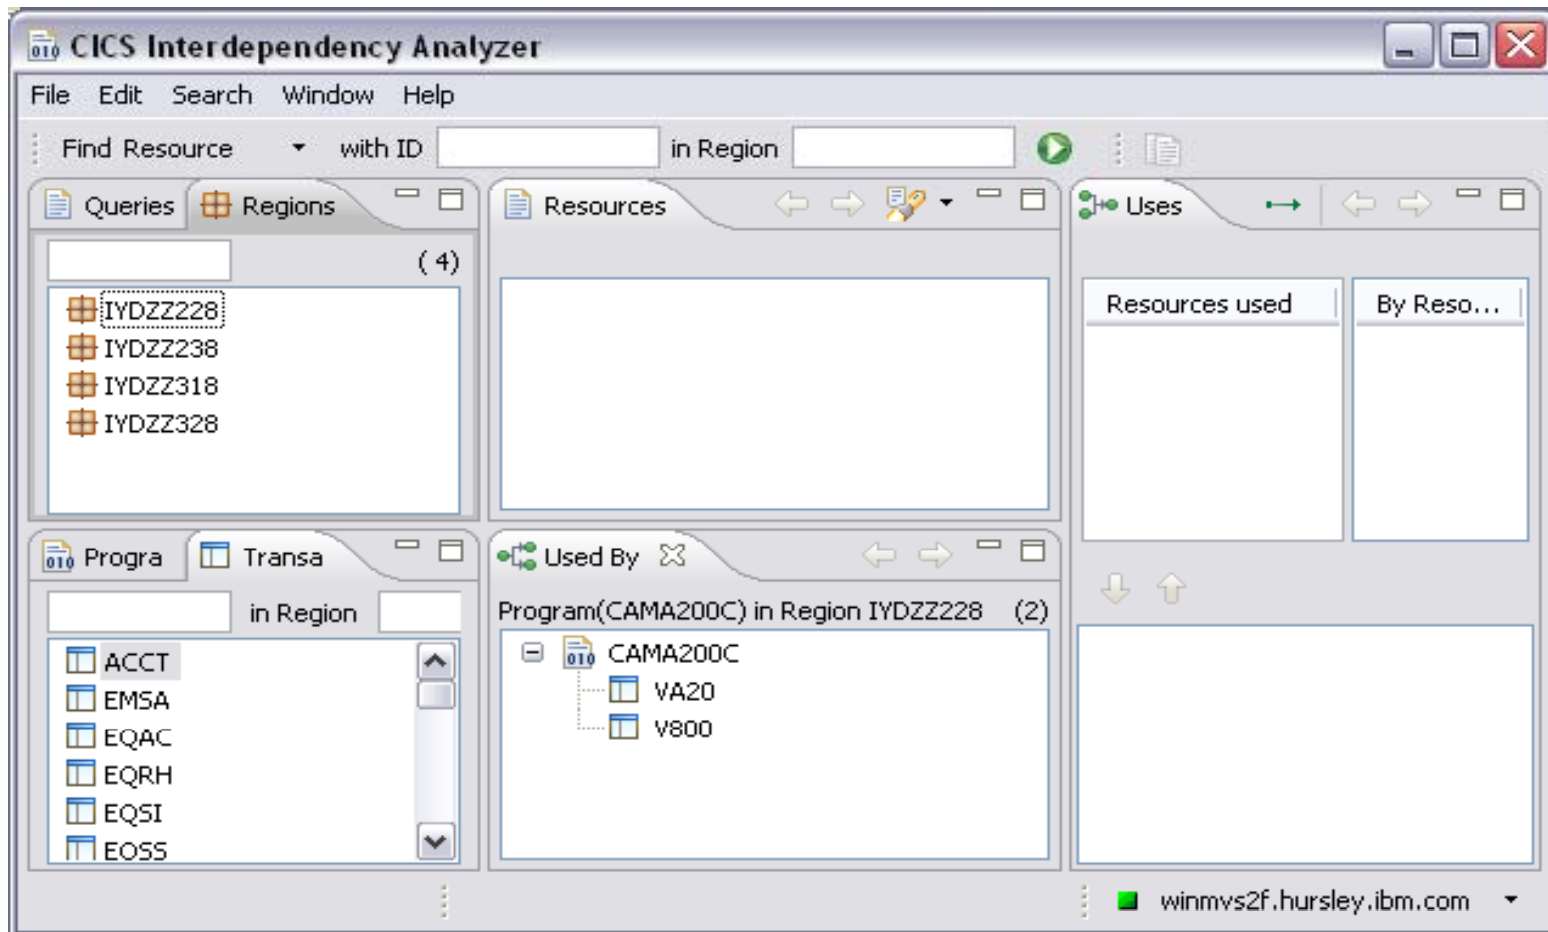 CICS Interdependency Analyzer
File Edit Search Window Help
Find Resource with ID in Region
Queries Regions
(4)
IYDZZ228
IYDZZ238
IYDZZ318
IYDZZ328
Resources
Uses
Resources used By Reso...
Progra Transa
in Region
ACCT
EMSA
EQAC
EQRH
EQSI
EOSS
Used By
Program(CAMA200C) in Region IYDZZ228 (2)
CAMA200C
VA20
V800
winmvs2f.hursley.ibm.com